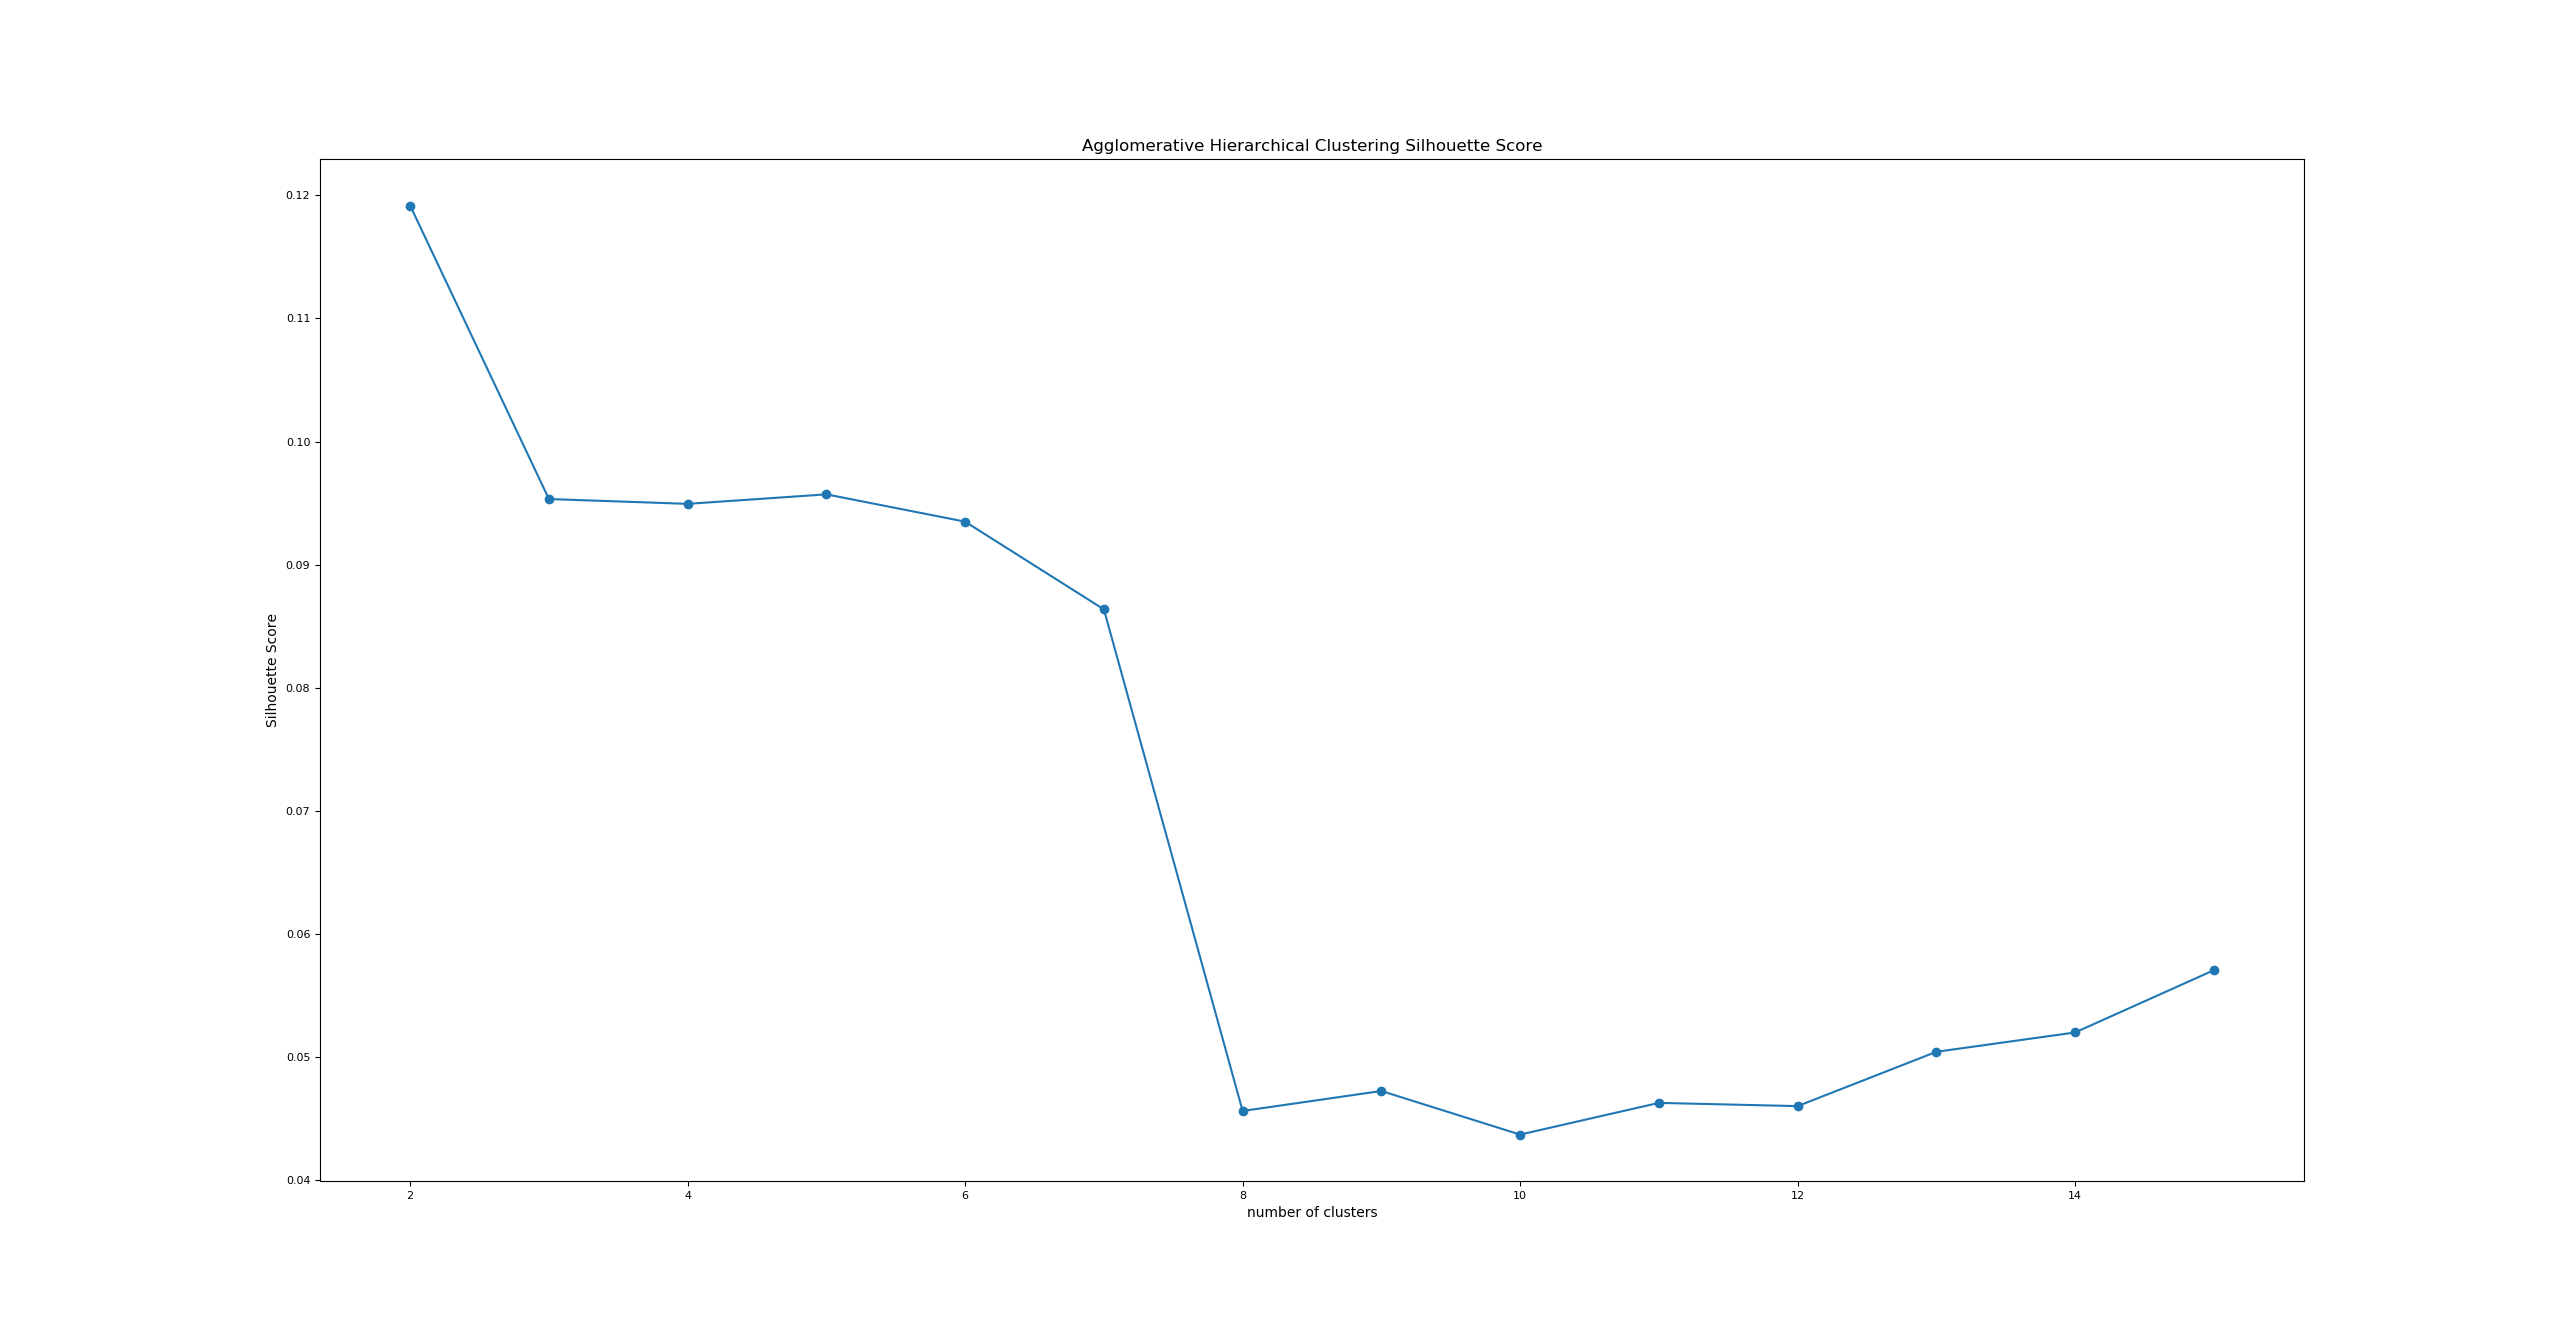 Agglomerative Hierarchical Clustering Silhouette Score
0.12
0.11
0.10
0.09
0.08
0.07
0.06
0.05
0.04
Silhouette Score
2 4 6 8 10 12 14
number of clusters